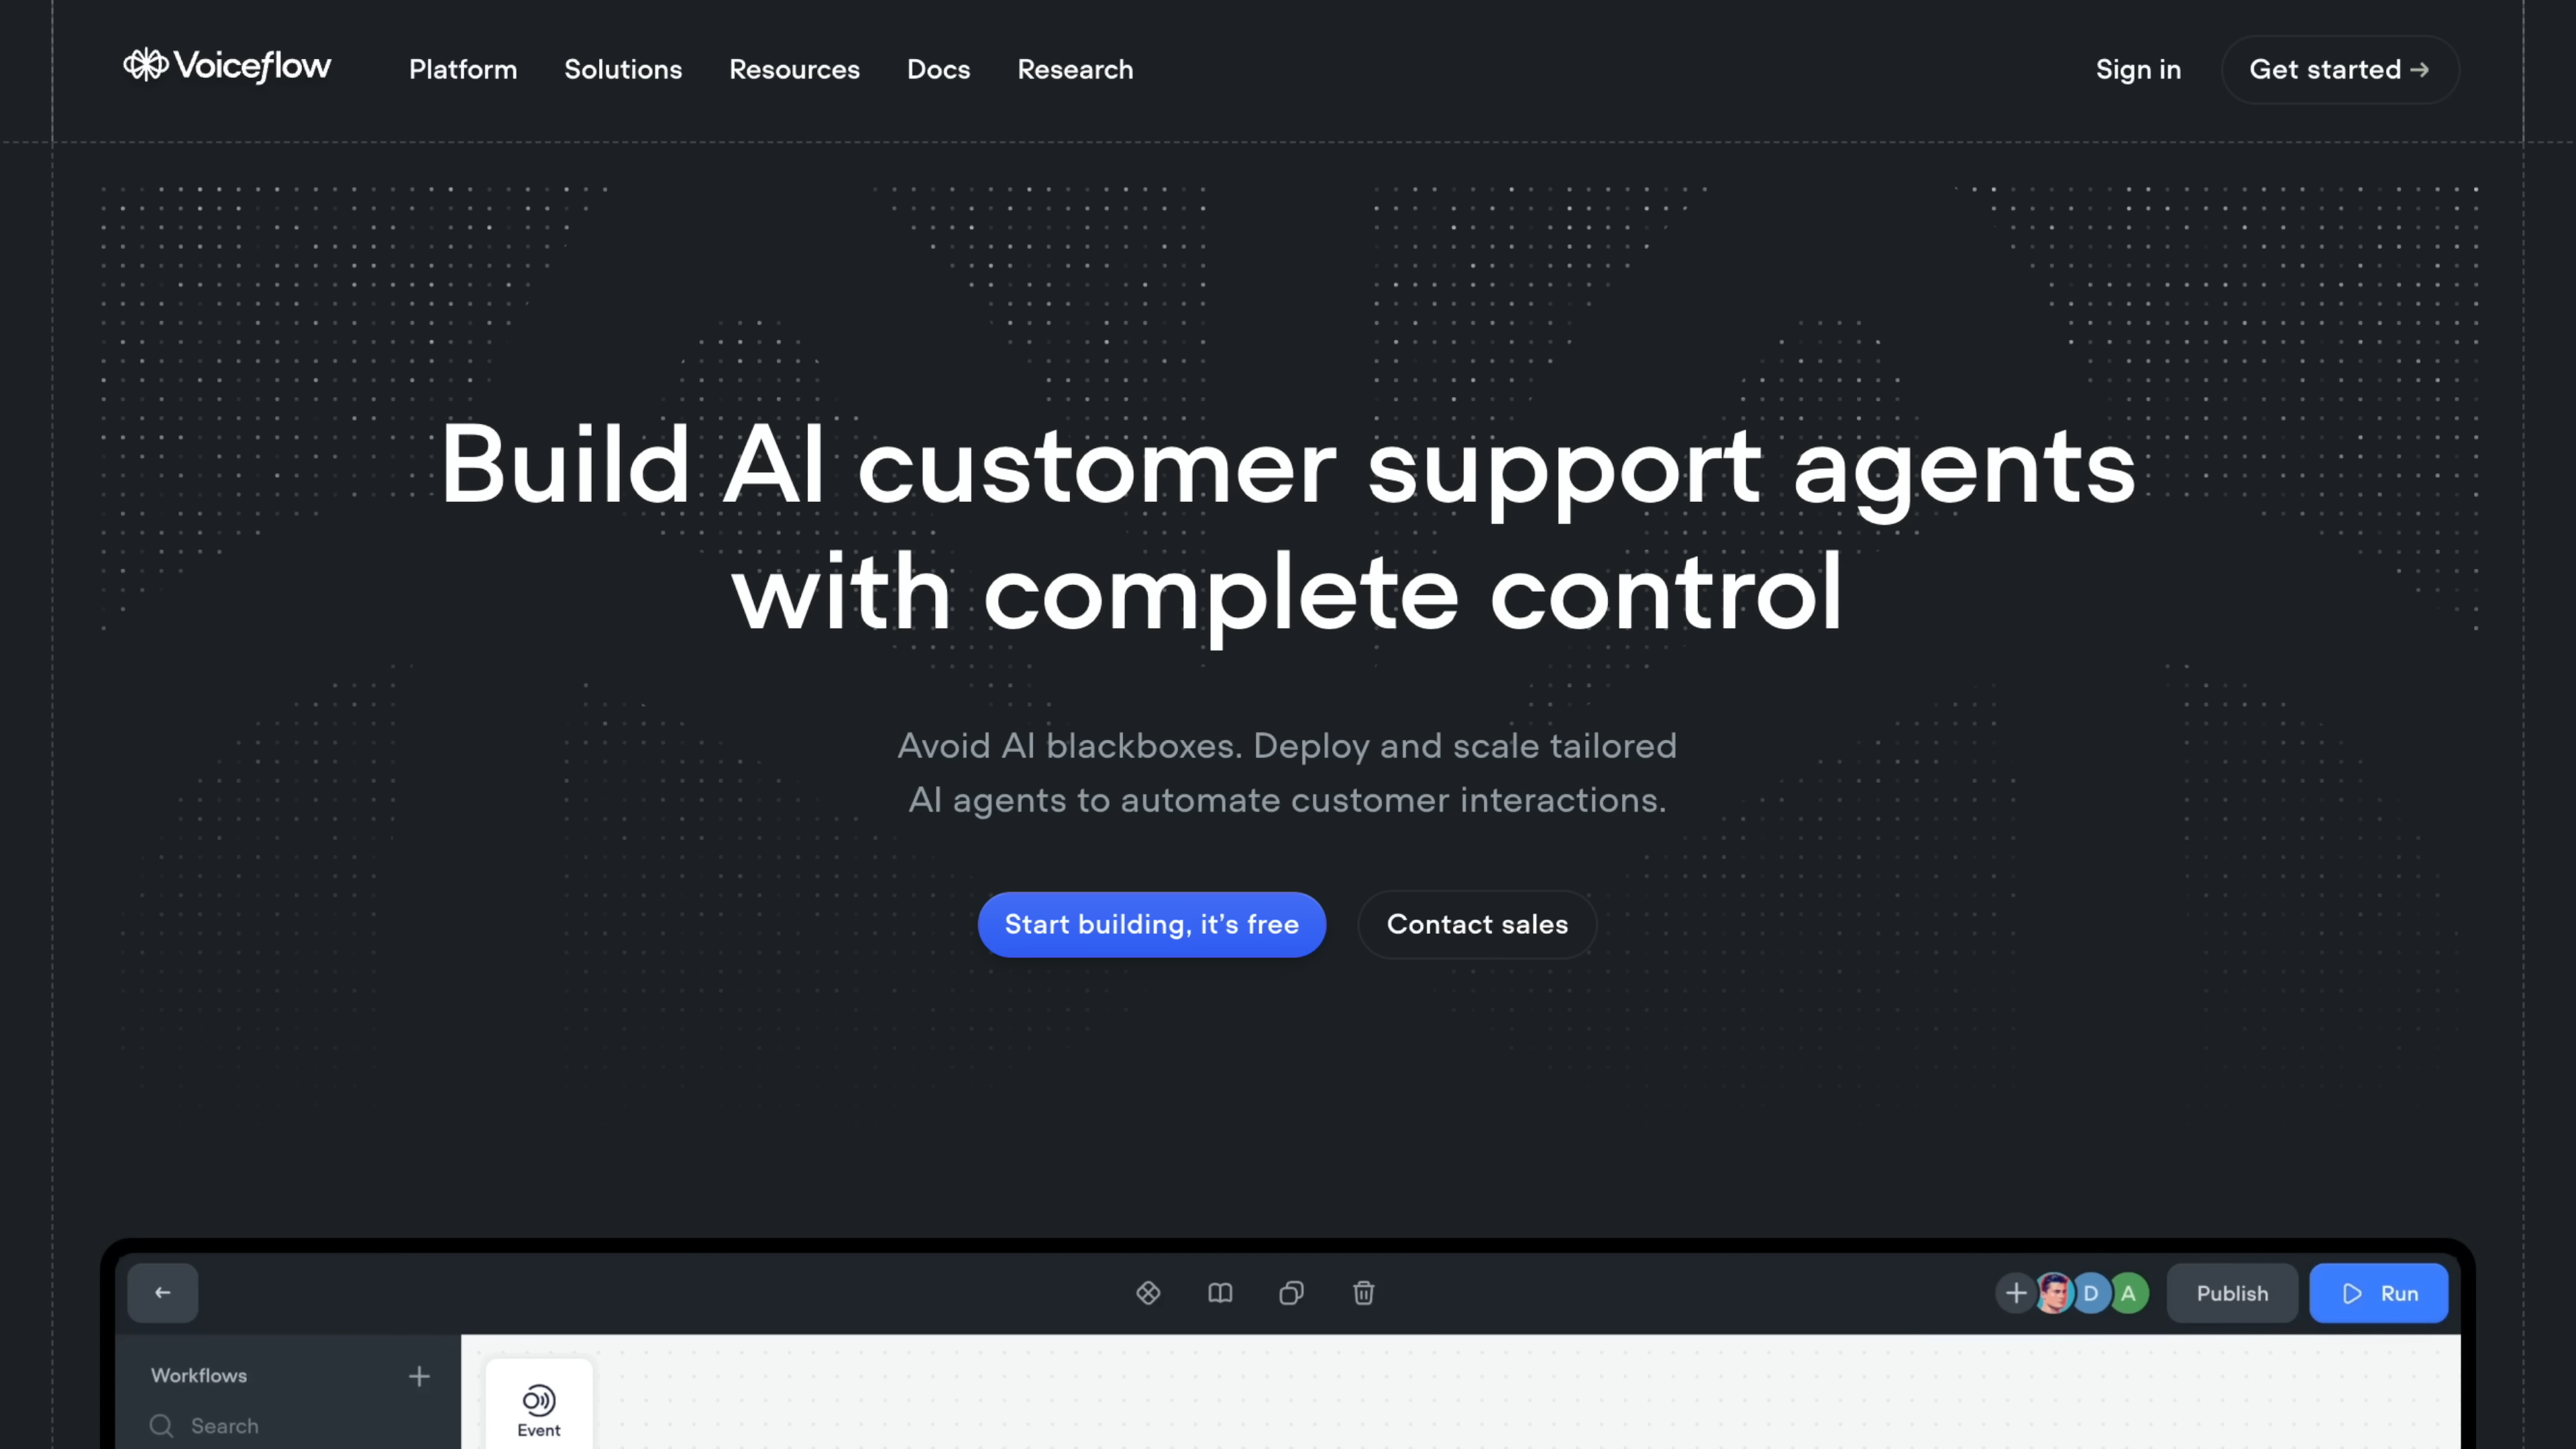 Voiceflow Platform Solutions Resources Docs Research Sign in Get started →
Build AI customer support agents
with complete control
Avoid AI blackboxes. Deploy and scale tailored
AI agents to automate customer interactions.
Start building, it’s free Contact sales
D A Publish Run
Workflows
Search
Event